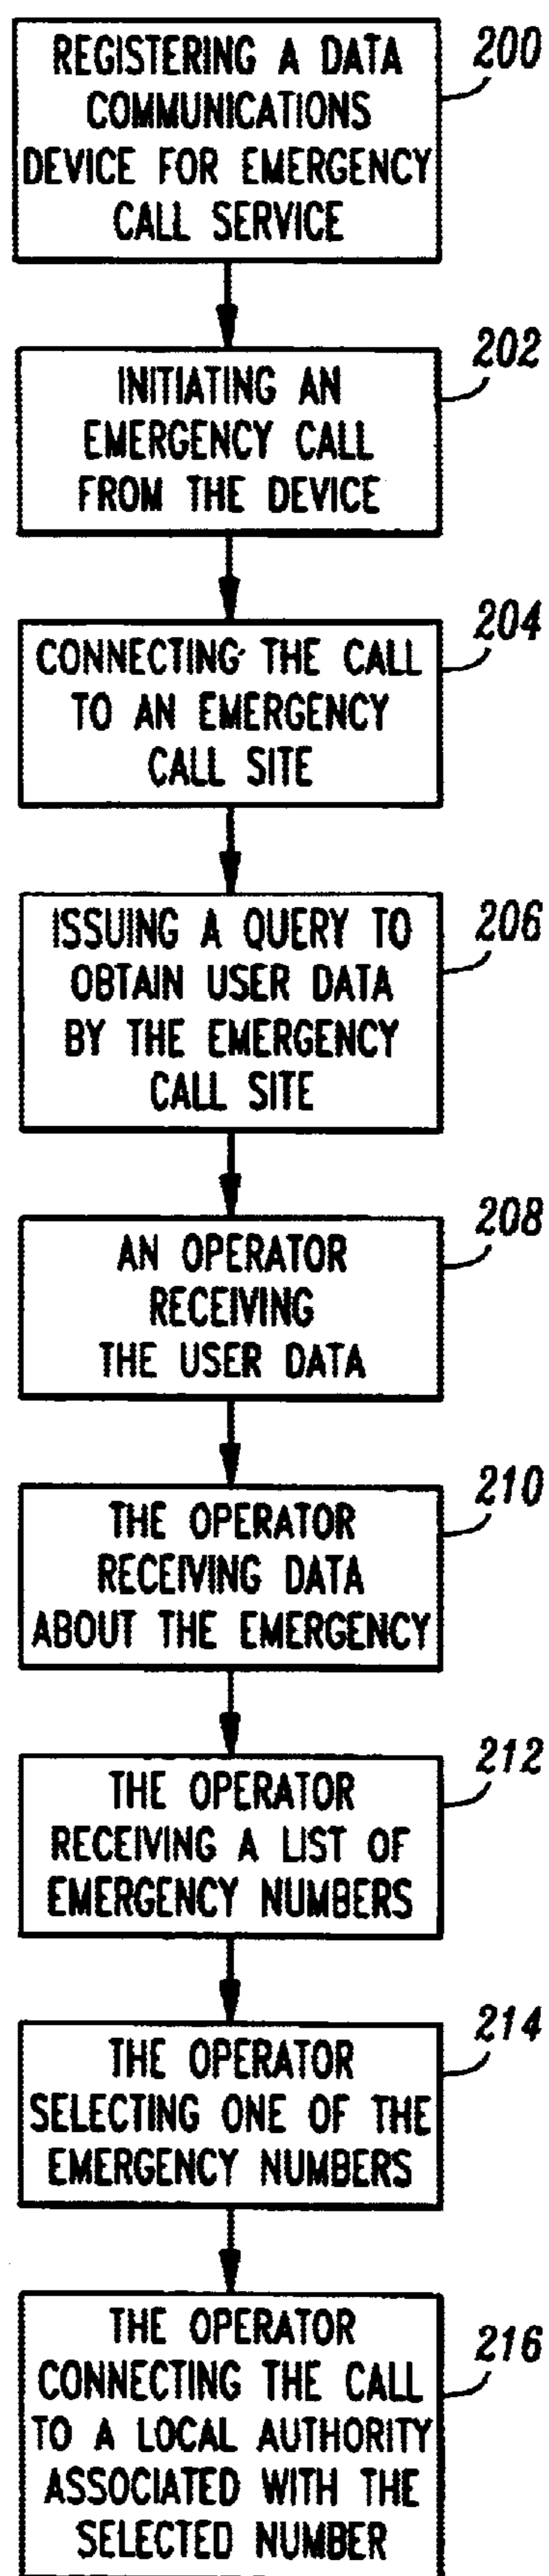 REGISTERING A DATA
COMMUNICATIONS
DEVICE FOR EMERGENCY
CALL SERVICE
200
INITIATING AN
EMERGENCY CALL
FROM THE DEVICE
202
CONNECTING THE CALL
TO AN EMERGENCY
CALL SITE
204
ISSUING A QUERY TO
OBTAIN USER DATA
BY THE EMERGENCY
CALL SITE
206
AN OPERATOR
RECEIVING
THE USER DATA
208
THE OPERATOR
RECEIVING DATA
ABOUT THE EMERGENCY
210
THE OPERATOR
RECEIVING A LIST OF
EMERGENCY NUMBERS
212
THE OPERATOR
SELECTING ONE OF THE
EMERGENCY NUMBERS
214
THE OPERATOR
CONNECTING THE CALL
TO A LOCAL AUTHORITY
ASSOCIATED WITH THE
SELECTED NUMBER
216